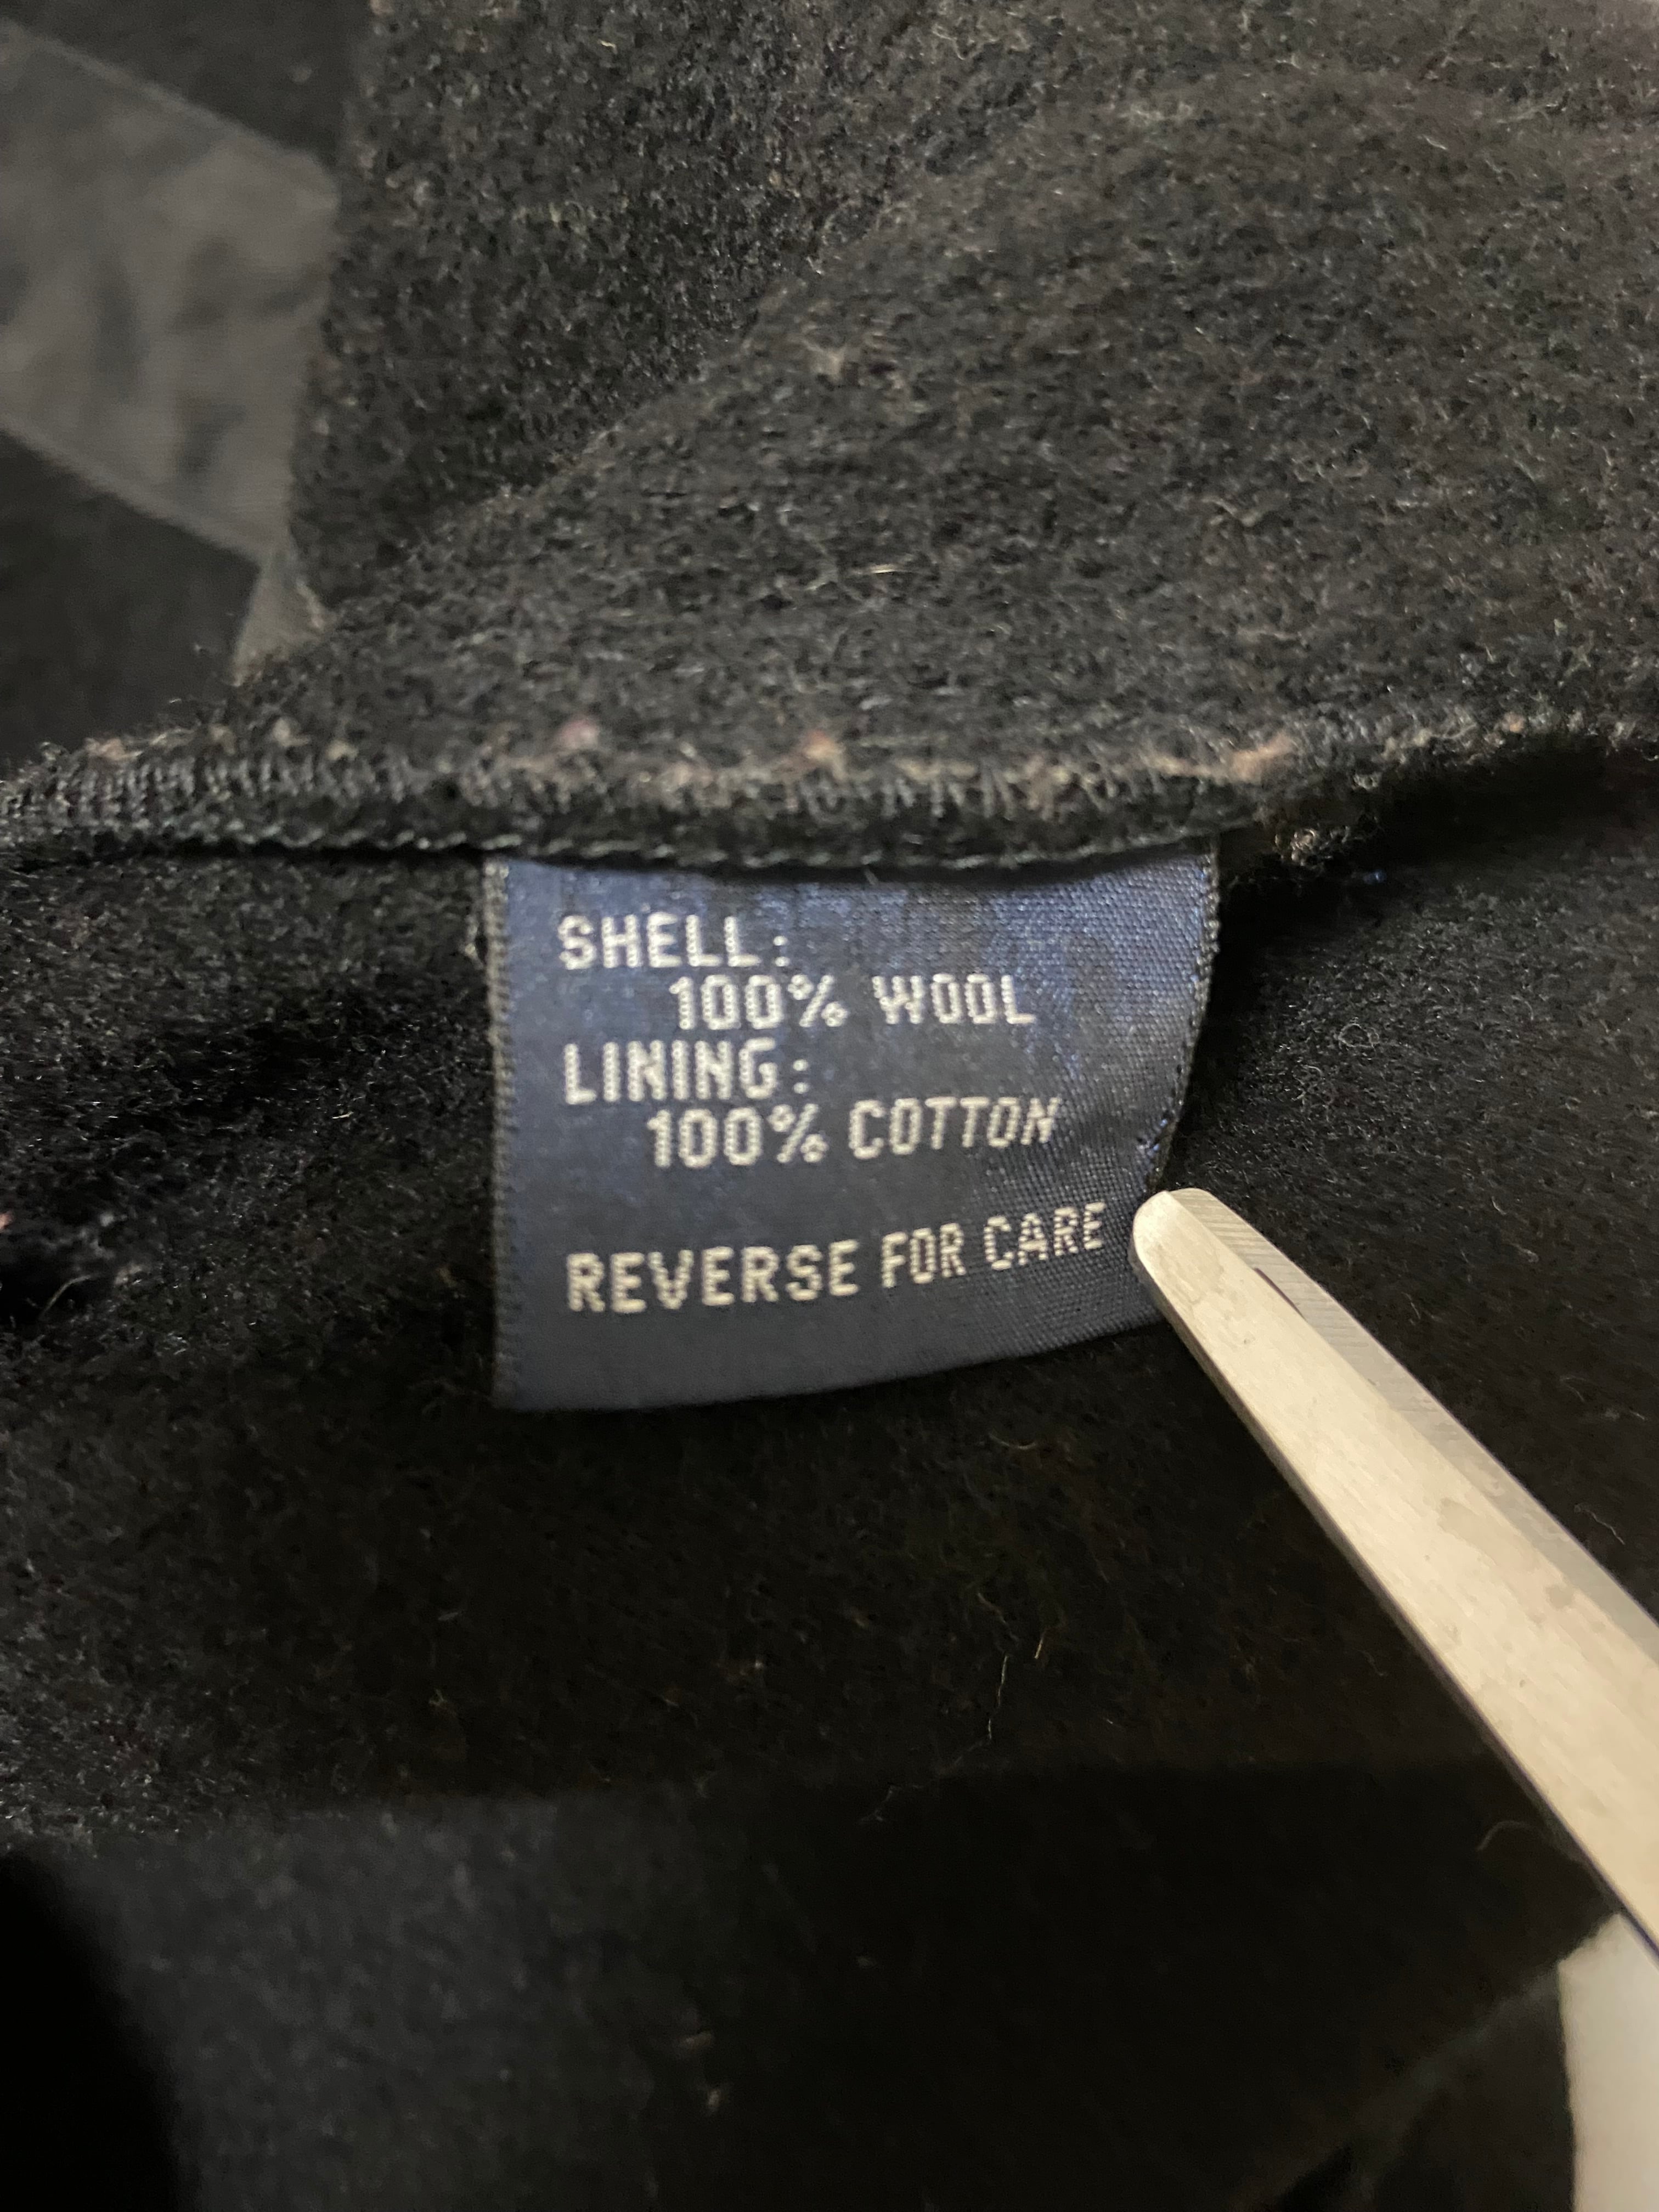 SHELL:
100% WOOL
LINING:
100% COTTON
REVERSE FOR CARE